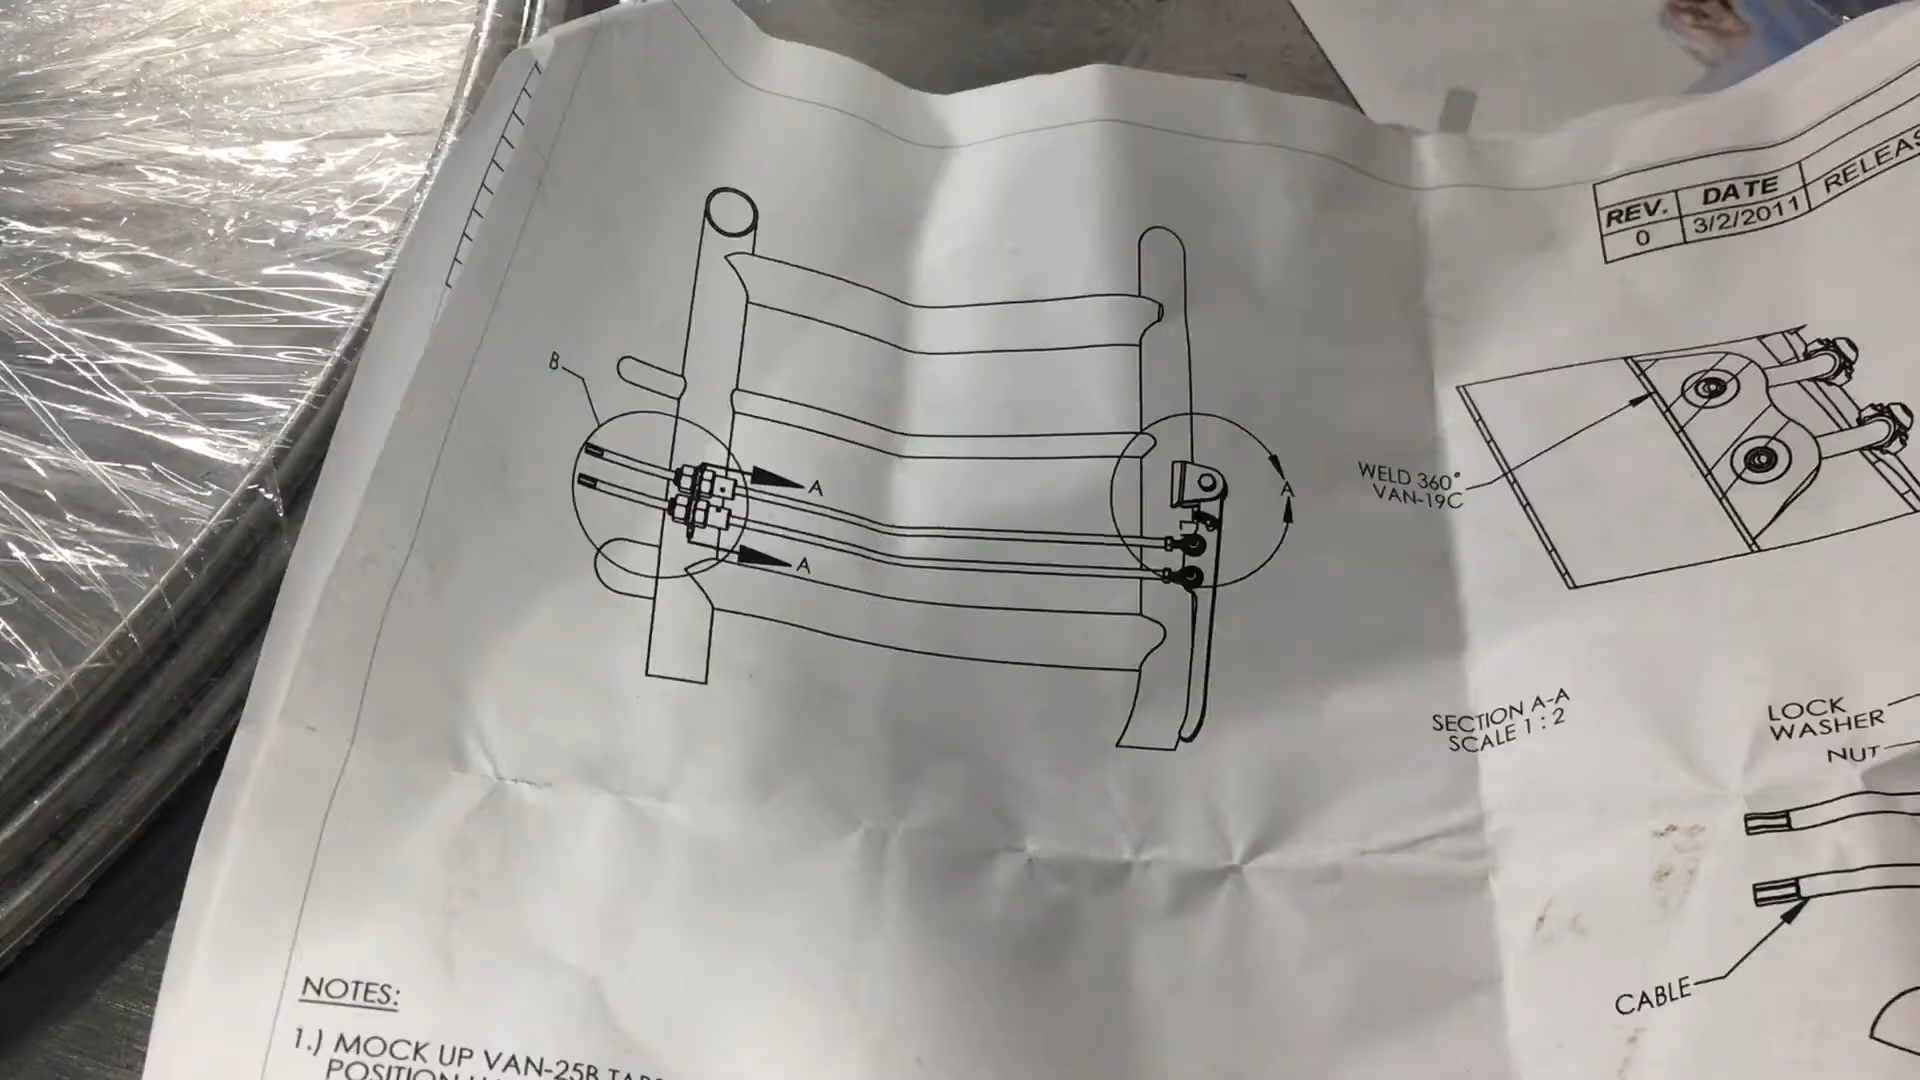 REV. DATE
0 3/2/2011
B
A
A
A
WELD 360°
VAN-19C
SECTION A-A
SCALE 1 : 2
LOCK
WASHER
NUT
CABLE
NOTES:
1.) MOCK UP VAN-25B
POSITION